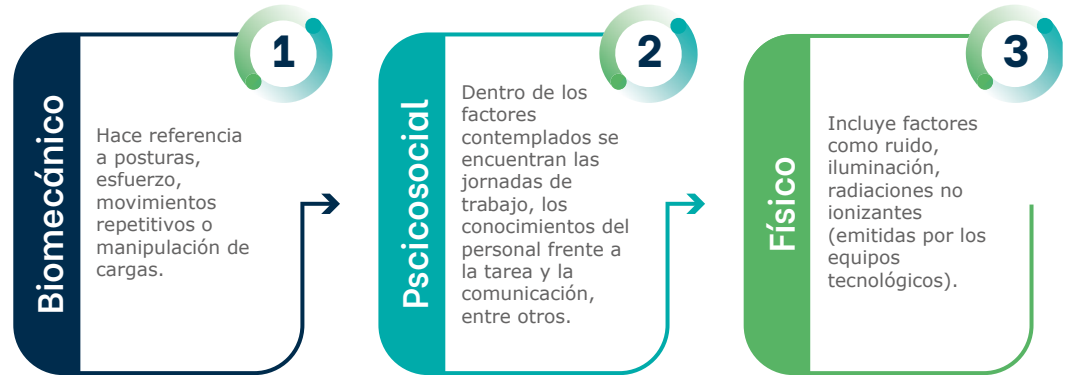 1
Biomecánico
Hace referencia
a posturas,
esfuerzo,
movimientos
repetitivos o
manipulación de
cargas.
2
Pscicosocial
Dentro de los
factores
contemplados se
encuentran las
jornadas de
trabajo, los
conocimientos del
personal frente a
la tarea y la
comunicación,
entre otros.
3
Físico
Incluye factores
como ruido,
iluminación,
radiaciones no
ionizantes
(emitidas por los
equipos
tecnológicos).